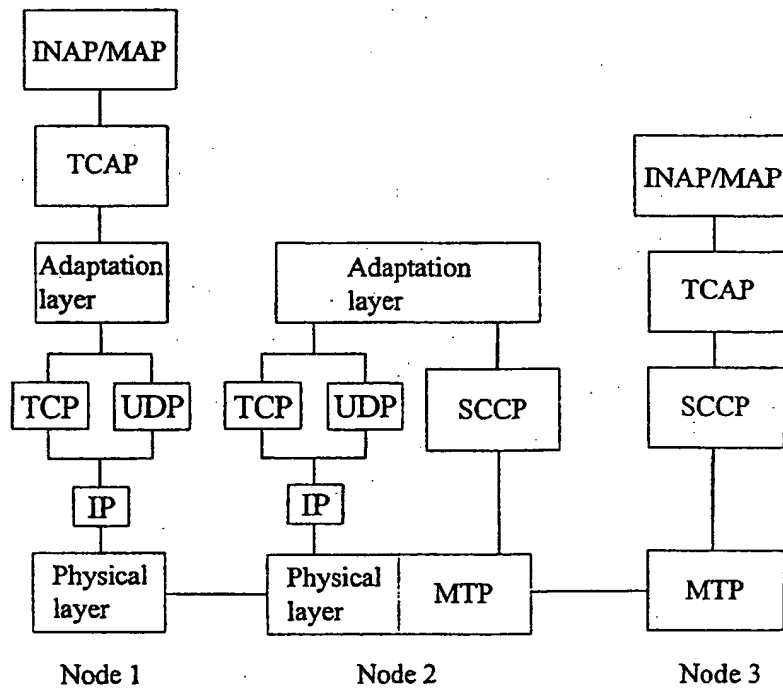 INAP/MAP
TCAP
Adaptation
layer
TCP
UDP
IP
Physical
layer
Node 1
Adaptation
layer
TCP
UDP
SCCP
IP
Physical
layer
MTP
Node 2
INAP/MAP
TCAP
SCCP
MTP
Node 3